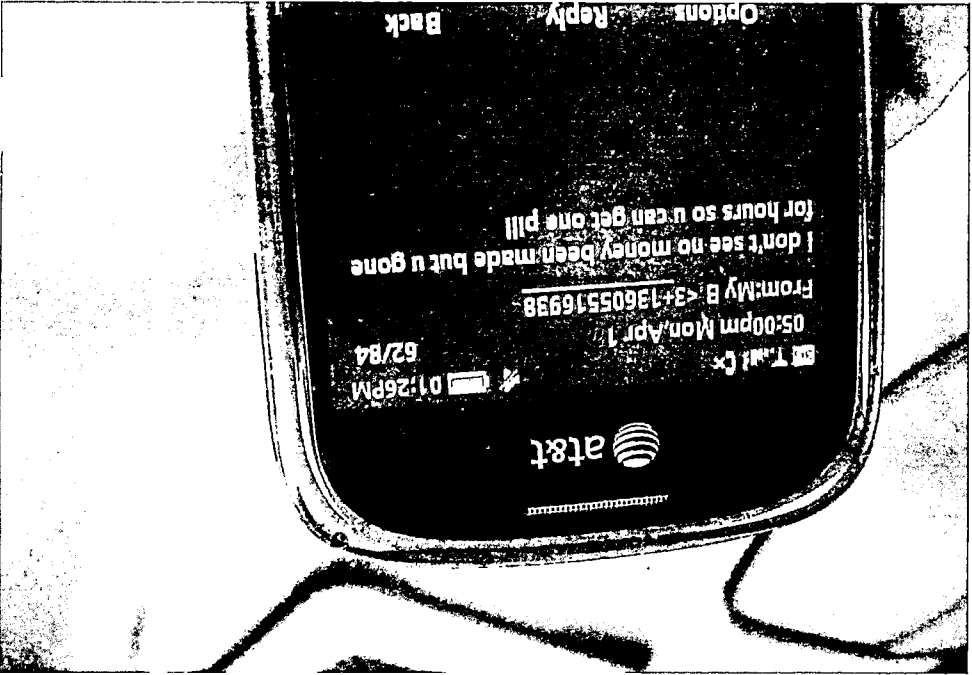 at&t
01:26PM
62/84
05:00pm Mon,Apr 1
From:My B <3+13605516938
I don't see no money been made but u gone
for hours so u can get one pill
Options Reply Back